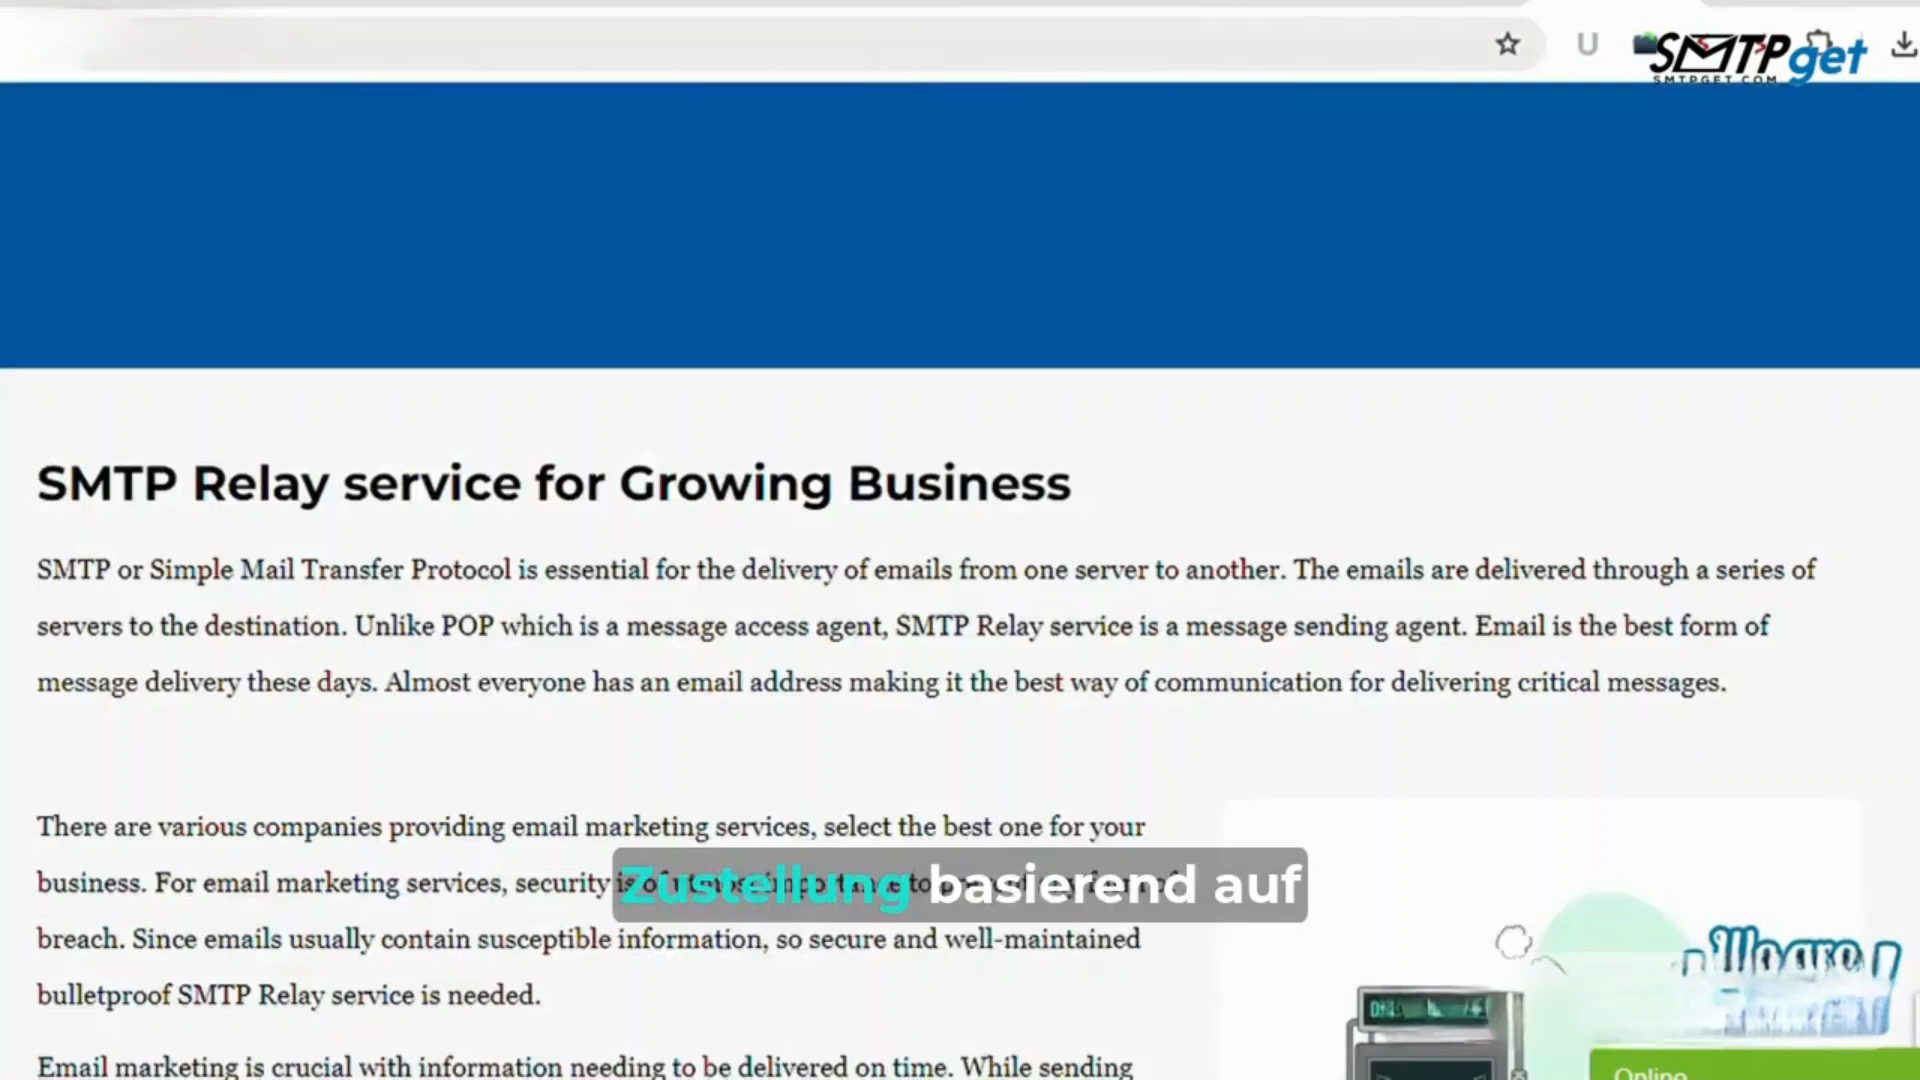 U
SMTPget
SMTPGET.COM
SMTP Relay service for Growing Business
SMTP or Simple Mail Transfer Protocol is essential for the delivery of emails from one server to another. The emails are delivered through a series of
servers to the destination. Unlike POP which is a message access agent, SMTP Relay service is a message sending agent. Email is the best form of
message delivery these days. Almost everyone has an email address making it the best way of communication for delivering critical messages.
There are various companies providing email marketing services, select the best one for your
business. For email marketing services, security
Zustellung basierend auf
breach. Since emails usually contain susceptible information, so secure and well-maintained
bulletproof SMTP Relay service is needed.
Email marketing is crucial with information needing to be delivered on time. While sending
Online